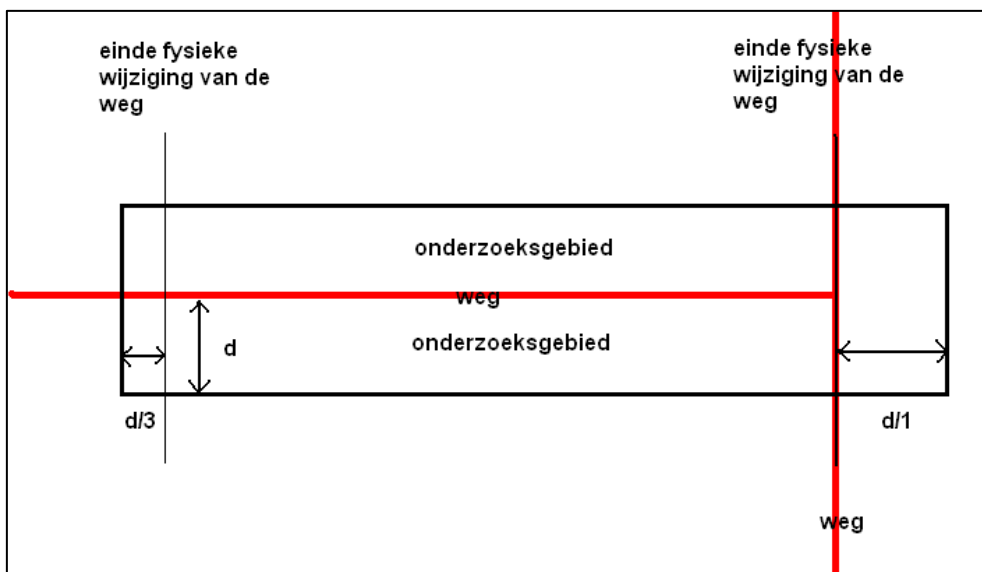 einde fysieke
wijziging van de
weg
einde fysieke
wijziging van de
weg
onderzoeksgebied
weg
onderzoeksgebied
d
d/3
d/1
weg